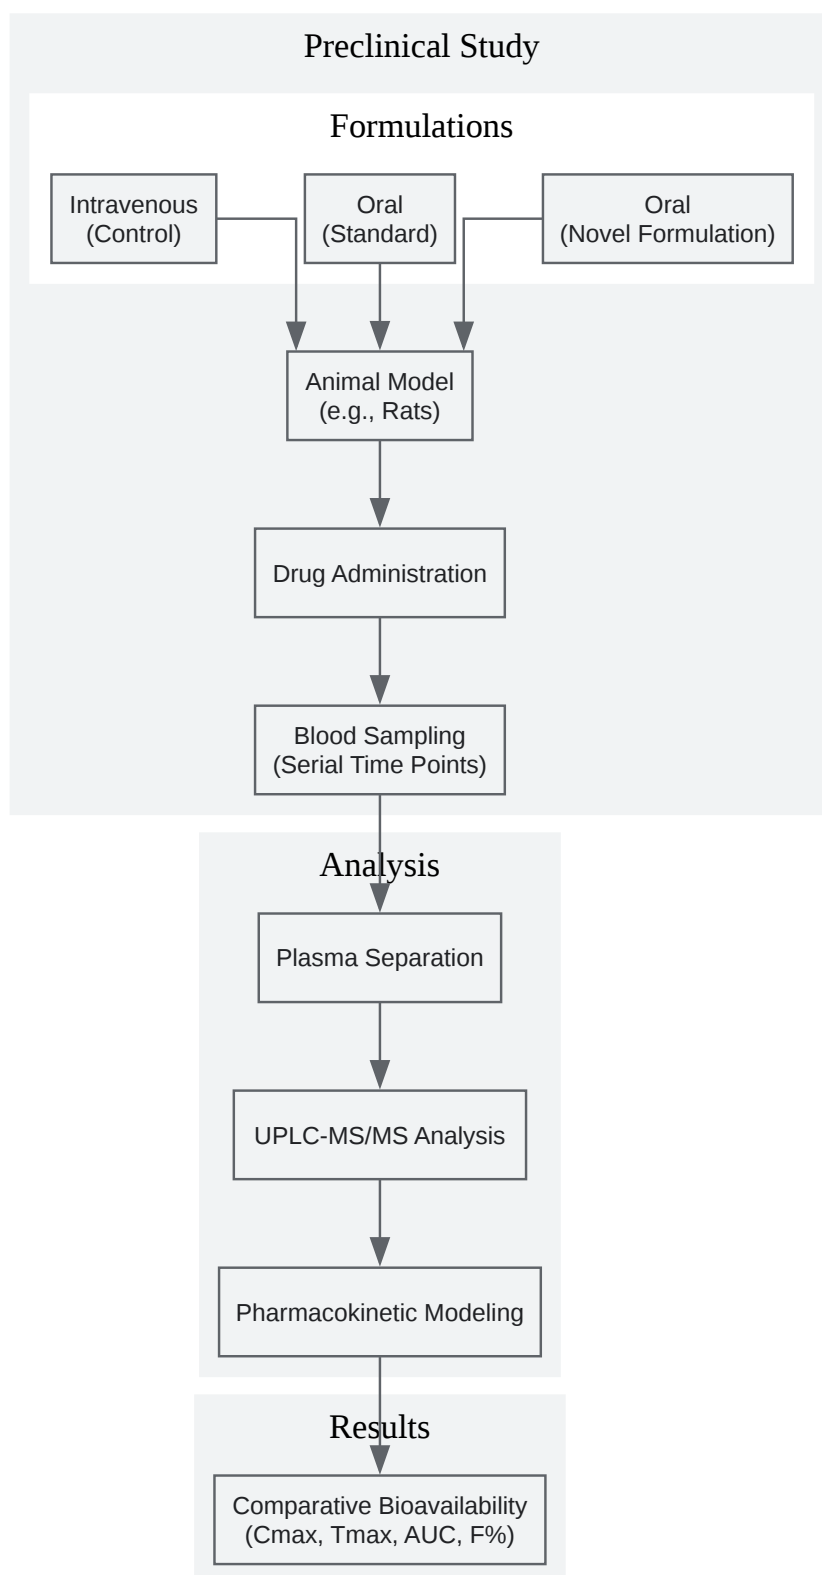 Preclinical Study
Formulations
Intravenous
(Control)
Oral
(Standard)
Oral
(Novel Formulation)
Animal Model
(e.g., Rats)
Drug Administration
Blood Sampling
(Serial Time Points)
Analysis
Plasma Separation
UPLC-MS/MS Analysis
Pharmacokinetic Modeling
Results
Comparative Bioavailability
(Cmax, Tmax, AUC, F%)